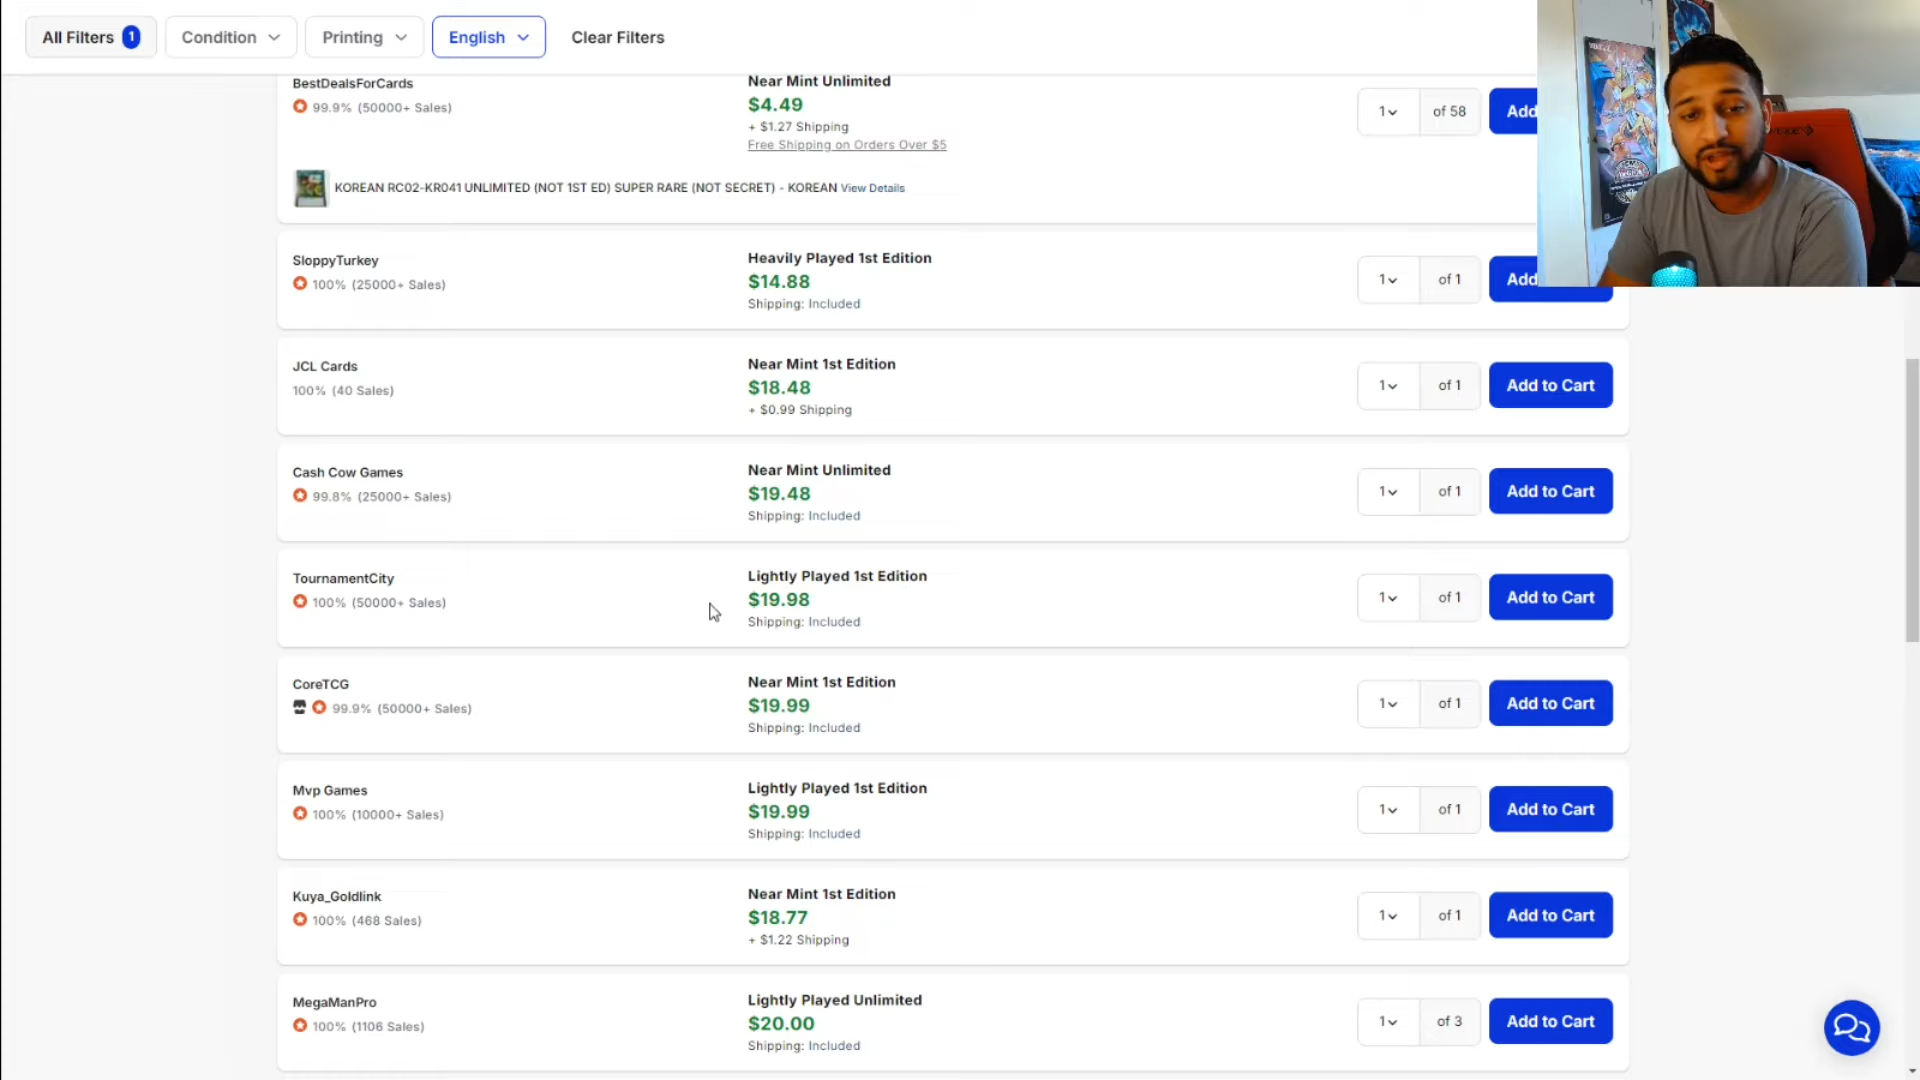 All Filters 1
Condition
Printing
English
Clear Filters
BestDealsForCards
99.9% (50000+ Sales)
Near Mint Unlimited
$4.49
+ $1.27 Shipping
Free Shipping on Orders Over $5
1
of 58
Add
KOREAN RC02-KR041 UNLIMITED (NOT 1ST ED) SUPER RARE (NOT SECRET) - KOREAN View Details
SloppyTurkey
100% (25000+ Sales)
Heavily Played 1st Edition
$14.88
Shipping: Included
1
of 1
Add
JCL Cards
100% (40 Sales)
Near Mint 1st Edition
$18.48
+ $0.99 Shipping
1
of 1
Add to Cart
Cash Cow Games
99.8% (25000+ Sales)
Near Mint Unlimited
$19.48
Shipping: Included
1
of 1
Add to Cart
TournamentCity
100% (50000+ Sales)
Lightly Played 1st Edition
$19.98
Shipping: Included
1
of 1
Add to Cart
CoreTCG
99.9% (50000+ Sales)
Near Mint 1st Edition
$19.99
Shipping: Included
1
of 1
Add to Cart
Mvp Games
100% (10000+ Sales)
Lightly Played 1st Edition
$19.99
Shipping: Included
1
of 1
Add to Cart
Kuya_Goldlink
100% (468 Sales)
Near Mint 1st Edition
$18.77
+ $1.22 Shipping
1
of 1
Add to Cart
MegaManPro
100% (1106 Sales)
Lightly Played Unlimited
$20.00
Shipping: Included
1
of 3
Add to Cart